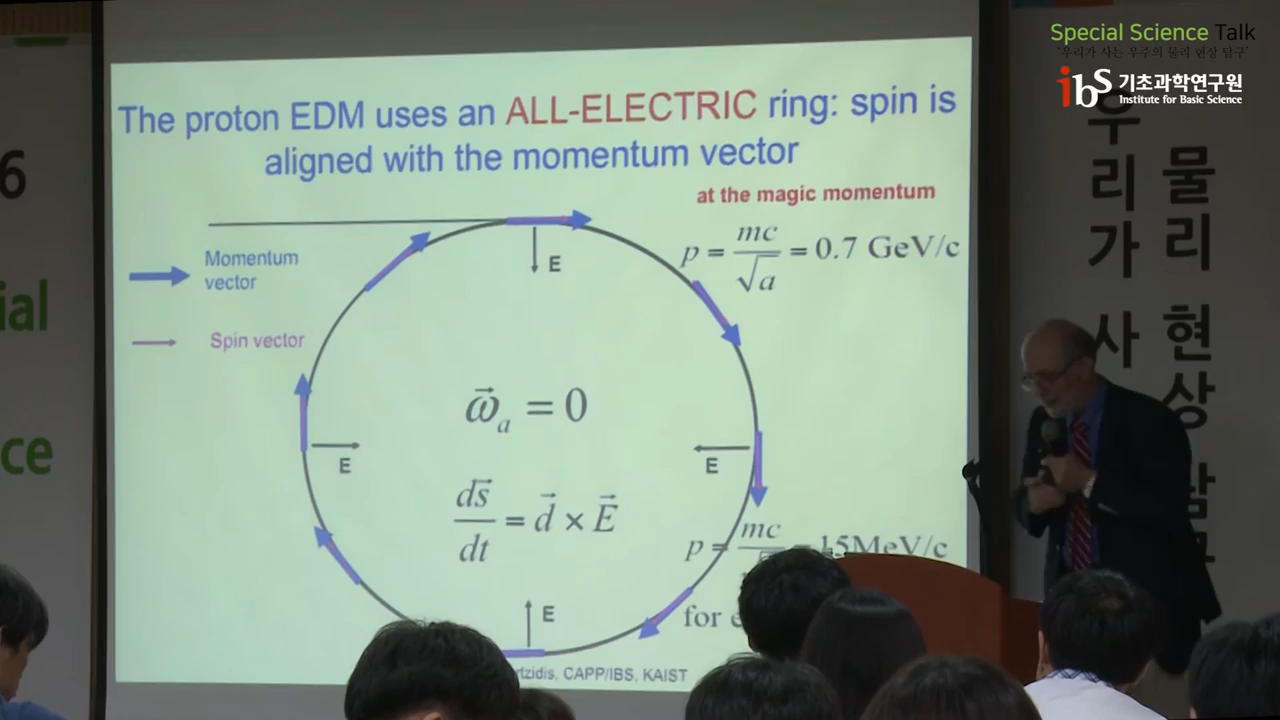 Special Science Talk
"우리가 사는 우주의 물리 현상 탐구"
ibs 기초과학연구원
Institute for Basic Science
The proton EDM uses an ALL-ELECTRIC ring: spin is
aligned with the momentum vector
at the magic momentum
p = mc/√a = 0.7 GeV/c
Momentum
vector
E
Spin vector
ω⃗a = 0
E
E
ds⃗/dt = d⃗ × E⃗
p = mc
15MeV/c
E
for
tzidis, CAPP/IBS, KAIST
6
ial
ce
우리가 사
물리 현상